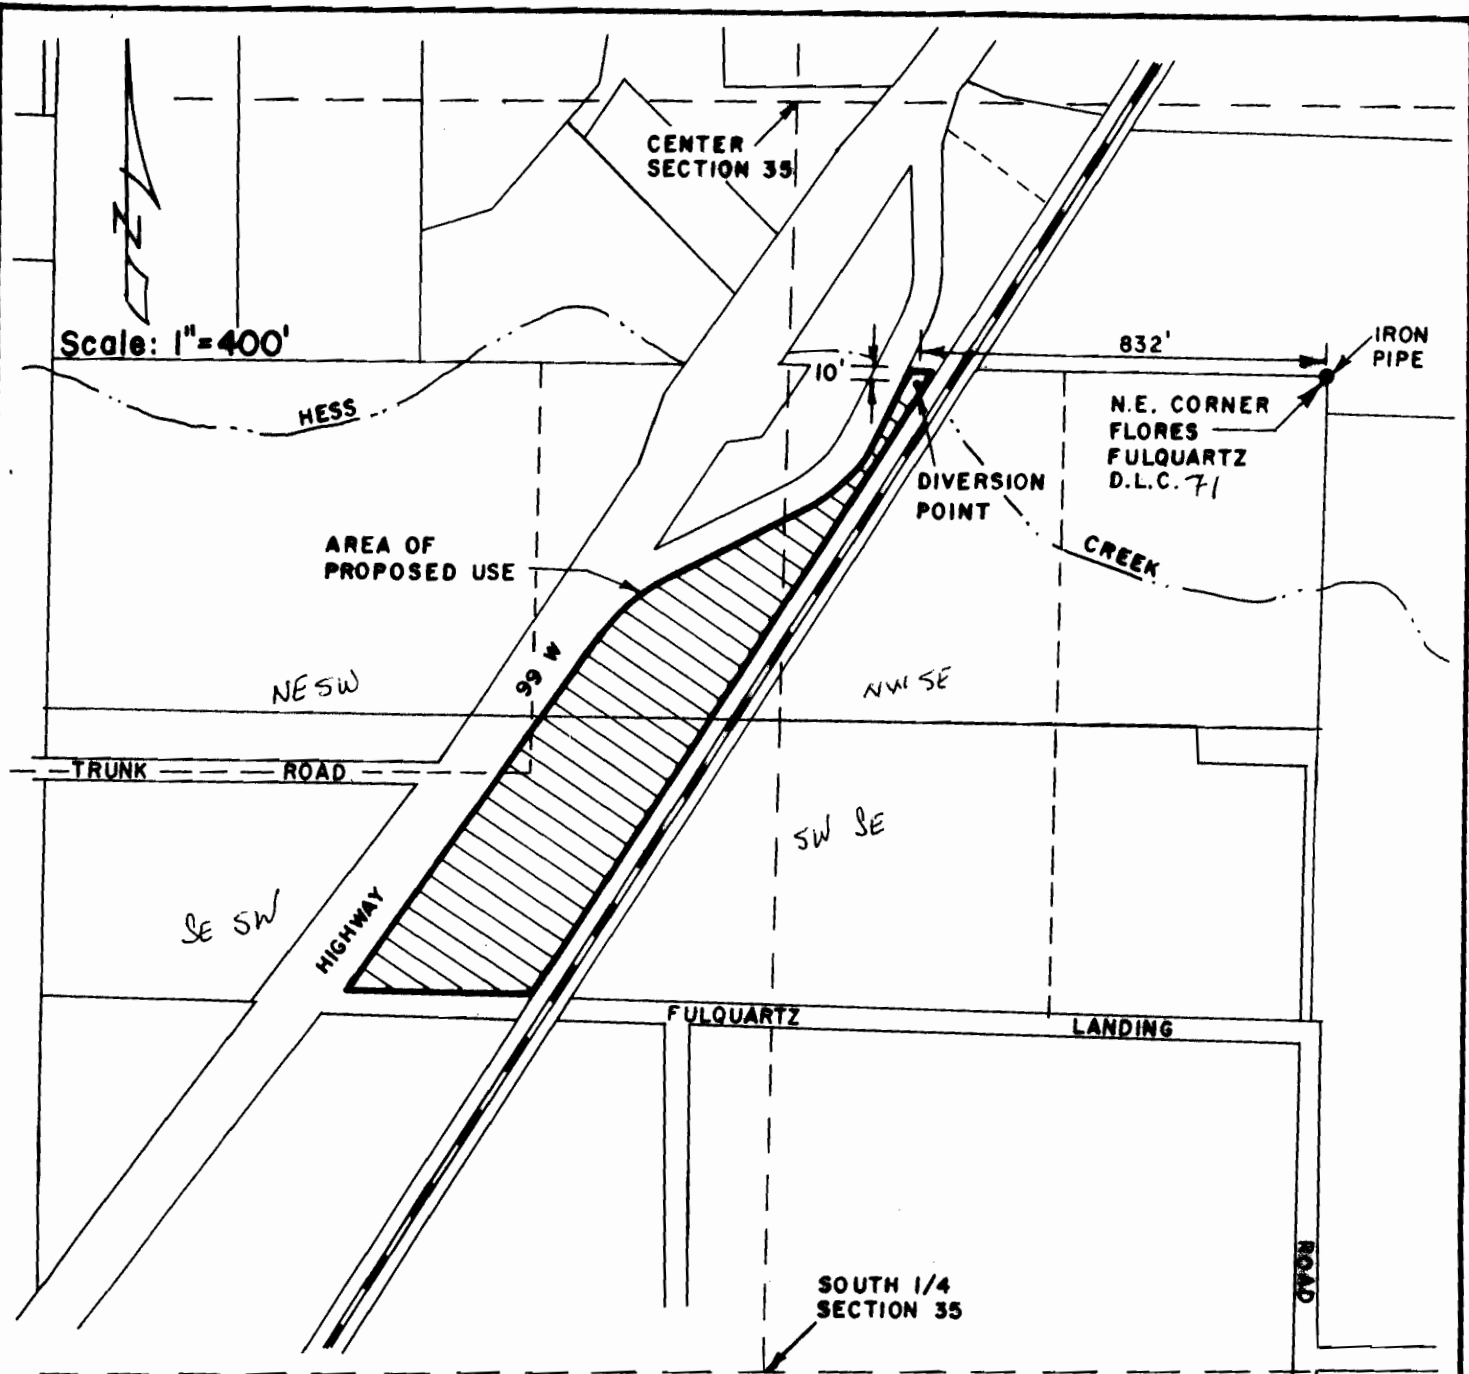 CENTER
SECTION 35
N
Scale: 1"=400'
832'
IRON
PIPE
10'
HESS
N.E. CORNER
FLORES
FULQUARTZ
D.L.C. 71
DIVERSION
POINT
AREA OF
PROPOSED USE
CREEK
99 W
NE SW
NW SE
TRUNK ROAD
SW SE
SE SW
HIGHWAY
FULQUARTZ LANDING
ROAD
SOUTH 1/4
SECTION 35